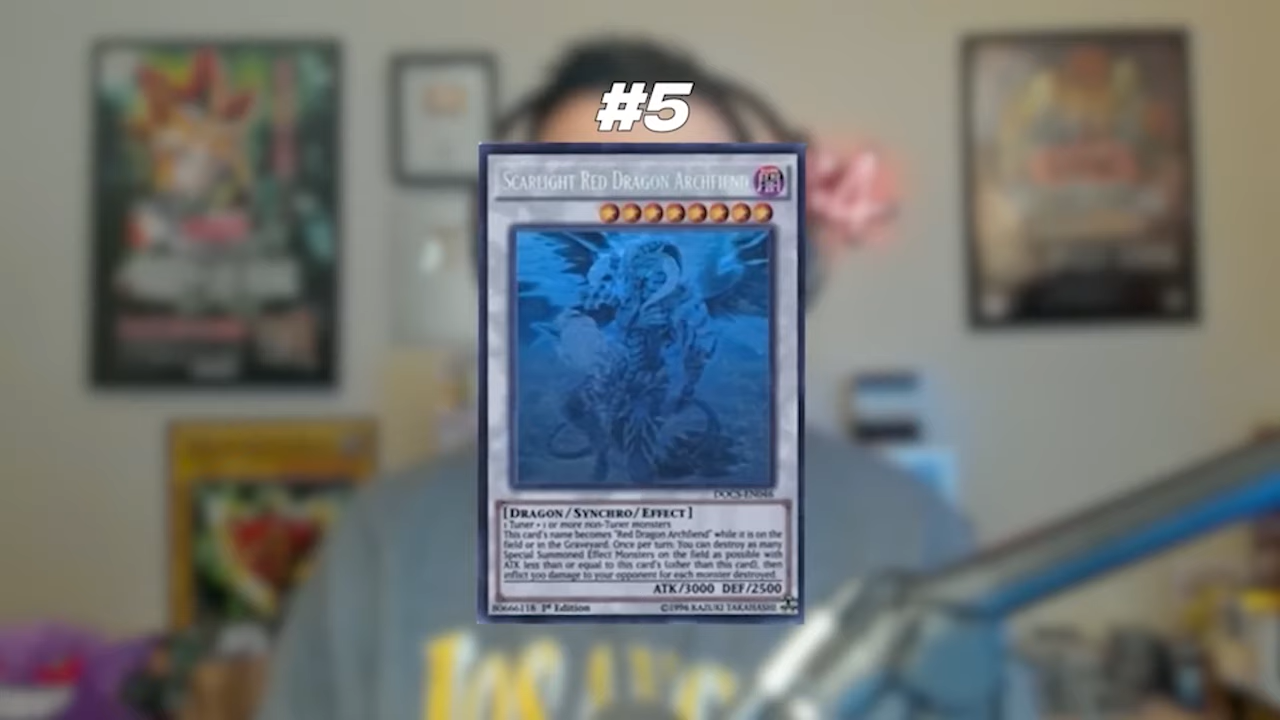 #5
SCARLIGHT RED DRAGON ARCHFIEND
DOCS-EN046
[DRAGON/SYNCHRO/EFFECT]
1 Tuner + 1 or more non-Tuner monsters
This card's name becomes "Red Dragon Archfiend" while it is on the
field or in the Graveyard. Once per turn: You can destroy as many
Special Summoned Effect Monsters on the field as possible with
ATK less than or equal to this card's (other than this card), then
inflict 500 damage to your opponent for each monster destroyed.
ATK/3000 DEF/2500
80666118 1st Edition ©1996 KAZUKI TAKAHASHI